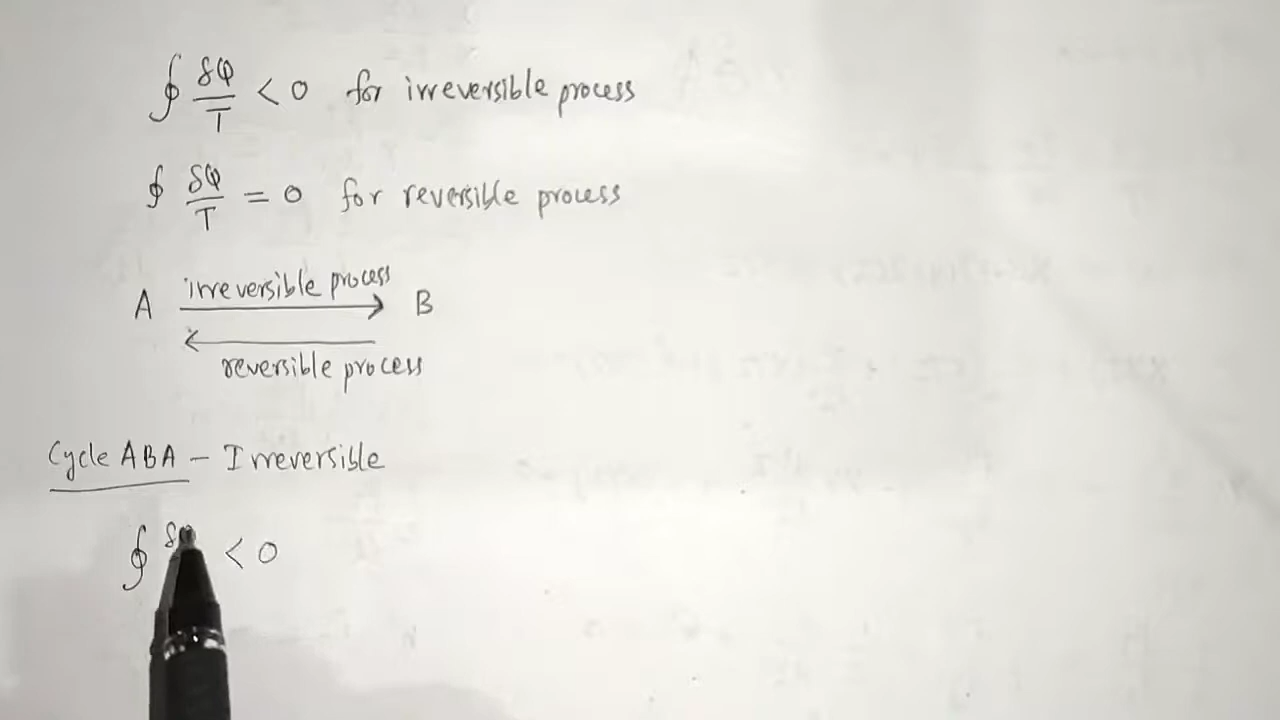 ∮ δQ/T < 0 for irreversible process
∮ δQ/T = 0 for reversible process
irreversible process
A → B
←
reversible process
Cycle ABA - Irreversible
∮ δ < 0